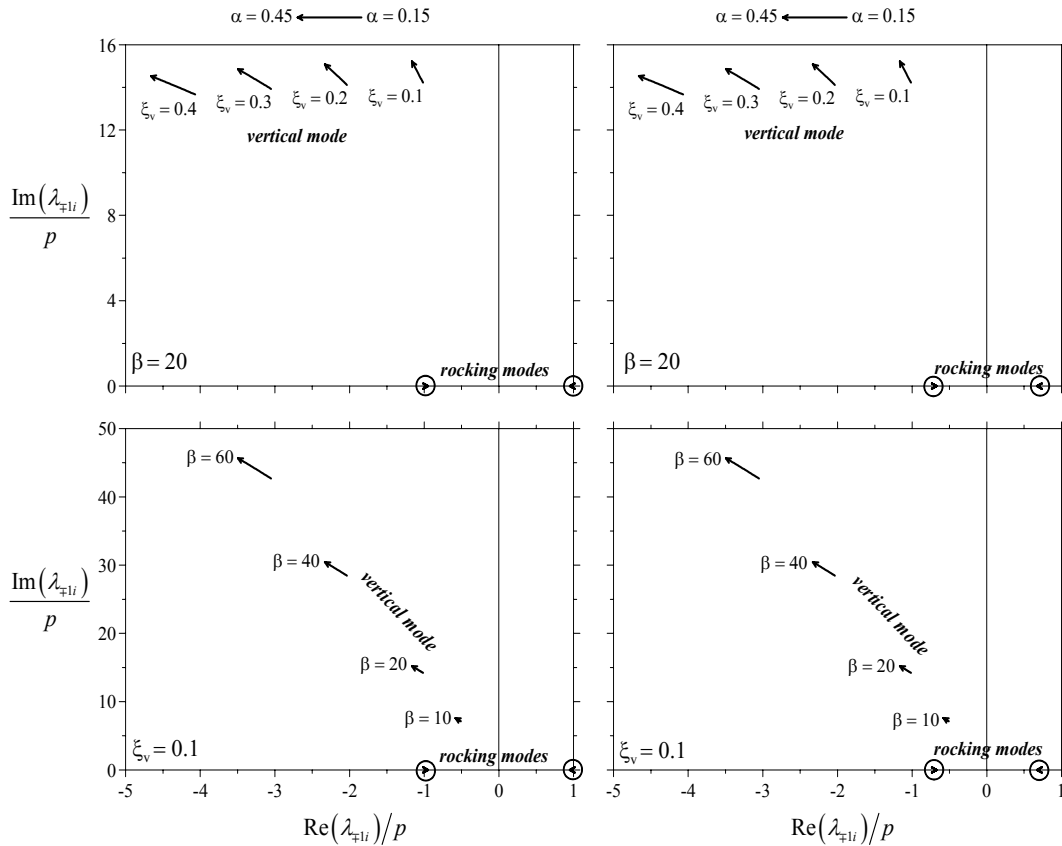 α = 0.45 α = 0.15
α = 0.45 α = 0.15
16
12
8
4
0
Im(λ∓1i)
p
ξv = 0.4
ξv = 0.3
ξv = 0.2
ξv = 0.1
vertical mode
β = 20
rocking modes
ξv = 0.4
ξv = 0.3
ξv = 0.2
ξv = 0.1
vertical mode
β = 20
rocking modes
50
40
30
20
10
0
Im(λ∓1i)
p
β = 60
β = 40
vertical mode
β = 20
β = 10
ξv = 0.1
rocking modes
-5 -4 -3 -2 -1 0 1
Re(λ∓1i)/p
β = 60
β = 40
vertical mode
β = 20
β = 10
ξv = 0.1
rocking modes
-5 -4 -3 -2 -1 0 1
Re(λ∓1i)/p